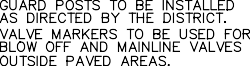 GUARD POSTS TO BE INSTALLED
AS DIRECTED BY THE DISTRICT.
VALVE MARKERS TO BE USED FOR
BLOW OFF AND MAINLINE VALVES
OUTSIDE PAVED AREAS.